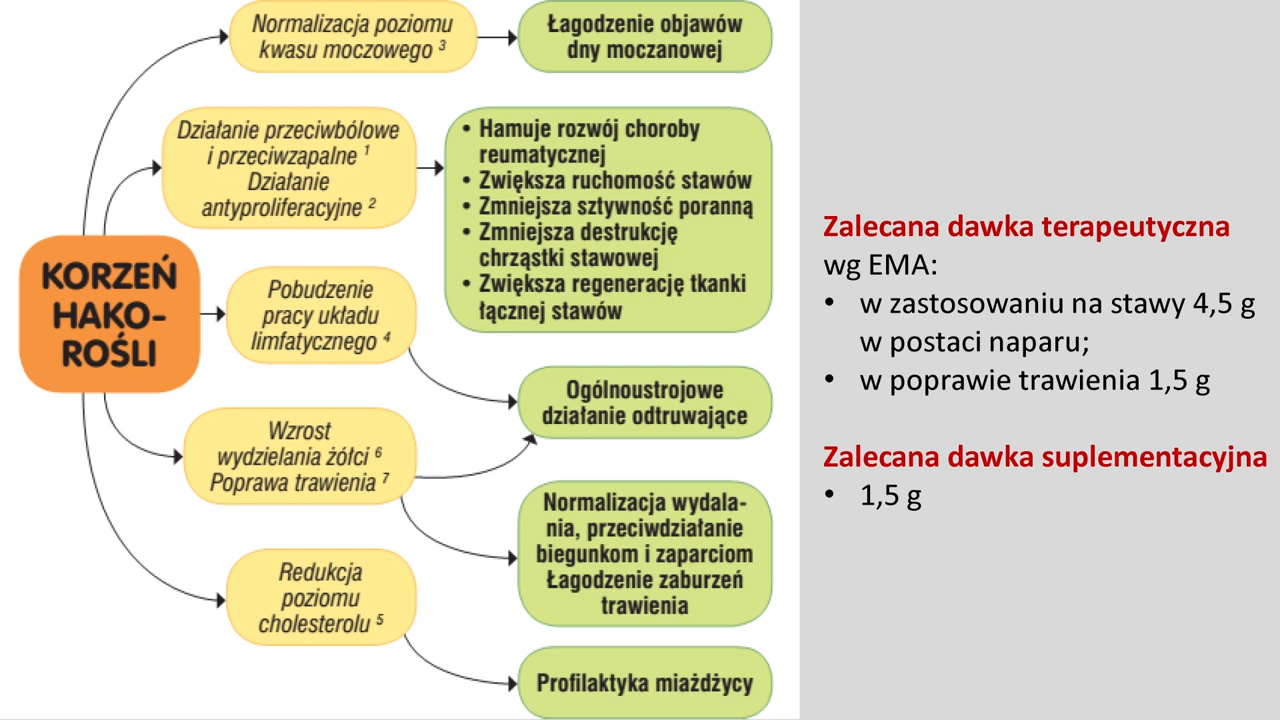 Normalizacja poziomu
kwasu moczowego ³
Łagodzenie objawów
dny moczanowej
Działanie przeciwbólowe
i przeciwzapalne ¹
Działanie
antyproliferacyjne ²
• Hamuje rozwój choroby
reumatycznej
• Zwiększa ruchomość stawów
• Zmniejsza sztywność poranną
• Zmniejsza destrukcję
chrząstki stawowej
• Zwiększa regenerację tkanki
łącznej stawów
KORZEŃ
HAKO-
ROŚLI
Pobudzenie
pracy układu
limfatycznego ⁴
Ogólnoustrojowe
działanie odtruwające
Wzrost
wydzielania żółci ⁶
Poprawa trawienia ⁷
Normalizacja wydala-
nia, przeciwdziałanie
biegunkom i zaparciom
Łagodzenie zaburzeń
trawienia
Redukcja
poziomu
cholesterolu ⁵
Profilaktyka miażdżycy
Zalecana dawka terapeutyczna
wg EMA:
• w zastosowaniu na stawy 4,5 g
w postaci naparu;
• w poprawie trawienia 1,5 g
Zalecana dawka suplementacyjna
• 1,5 g